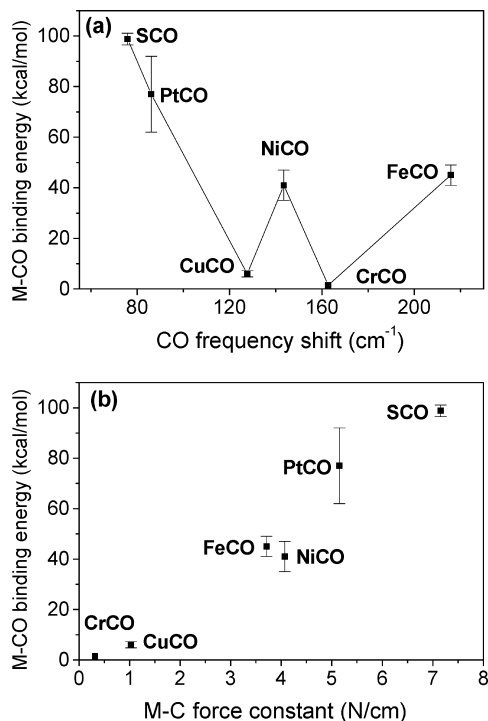 (a)
SCO
PtCO
NiCO
FeCO
CuCO
CrCO
M-CO binding energy (kcal/mol)
100
80
60
40
20
0
80 120 160 200
CO frequency shift (cm⁻¹)
(b)
SCO
PtCO
FeCO
NiCO
CrCO
CuCO
M-CO binding energy (kcal/mol)
100
80
60
40
20
0
0 1 2 3 4 5 6 7 8
M-C force constant (N/cm)